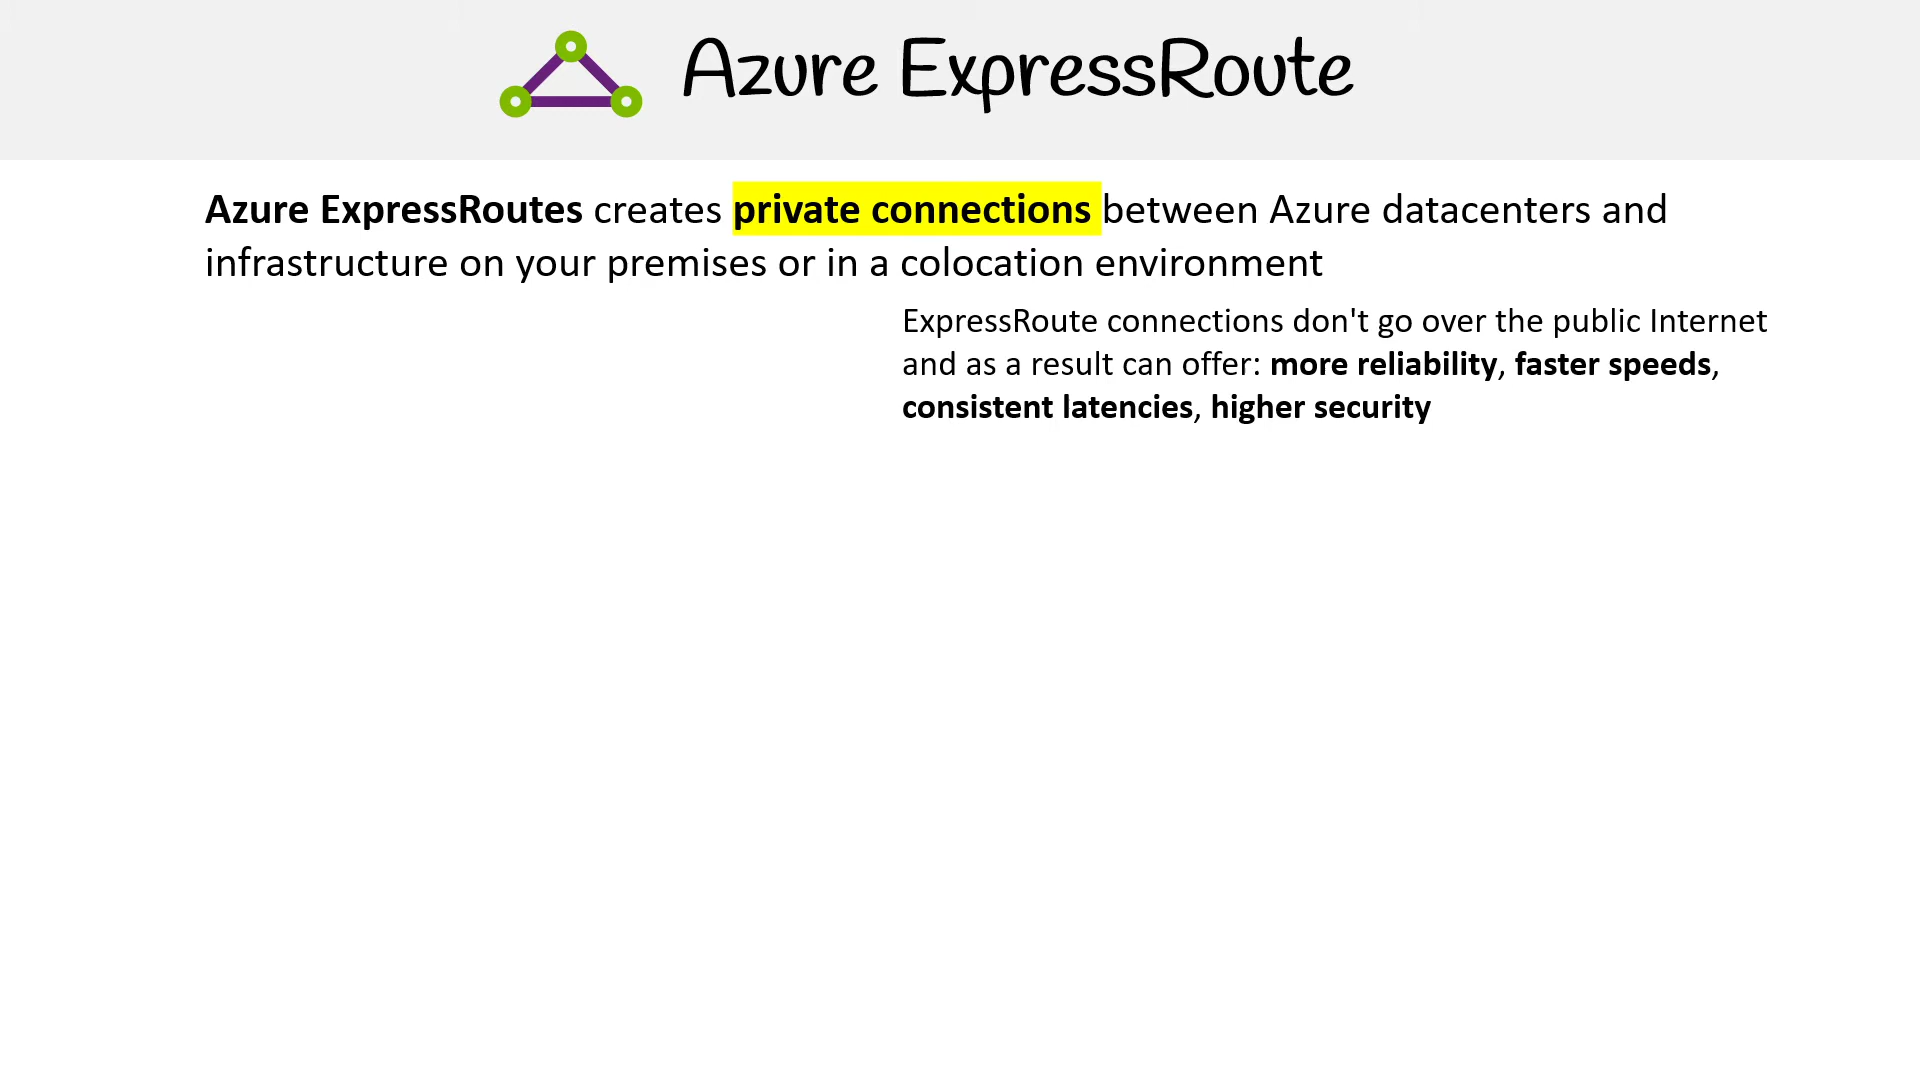 Azure ExpressRoute
Azure ExpressRoutes creates private connections between Azure datacenters and
infrastructure on your premises or in a colocation environment
ExpressRoute connections don't go over the public Internet
and as a result can offer: more reliability, faster speeds,
consistent latencies, higher security